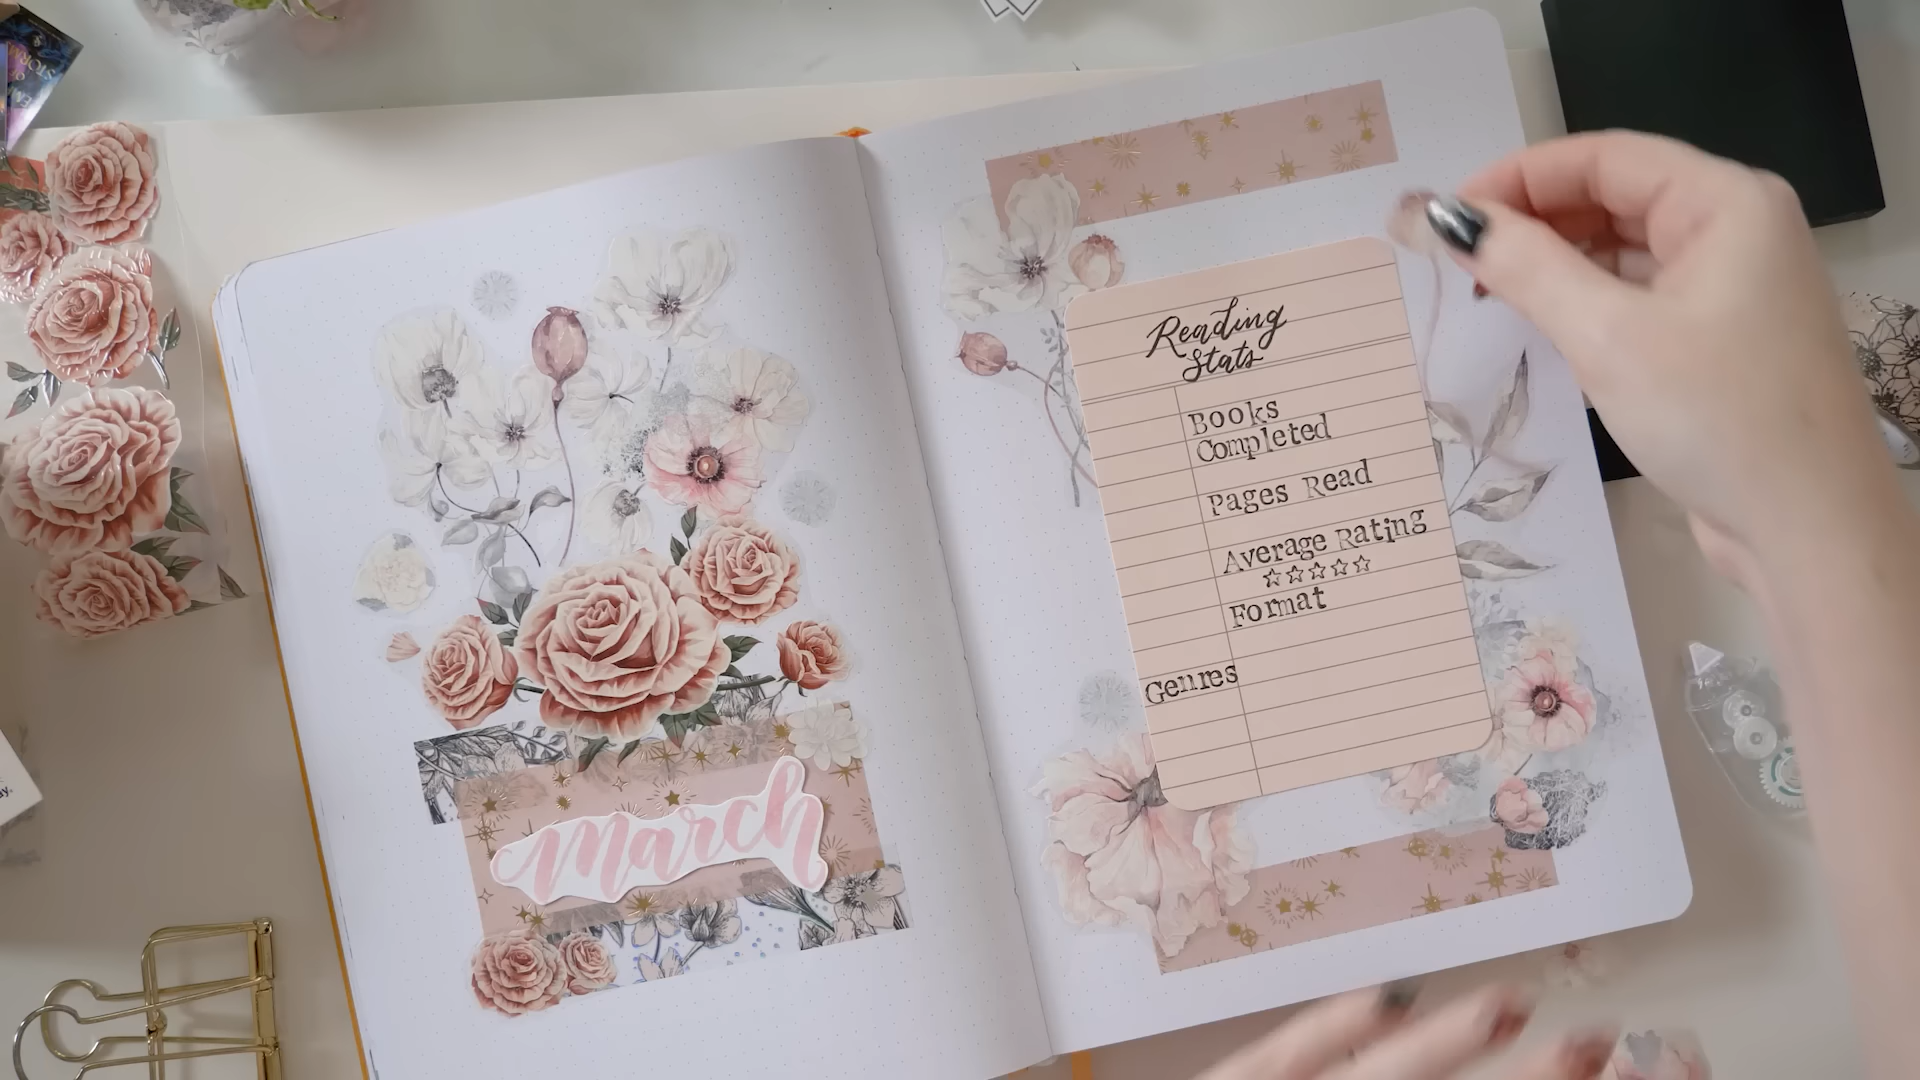 March
Reading
Stats
Books
Completed
Pages Read
Average Rating
Format
Genres